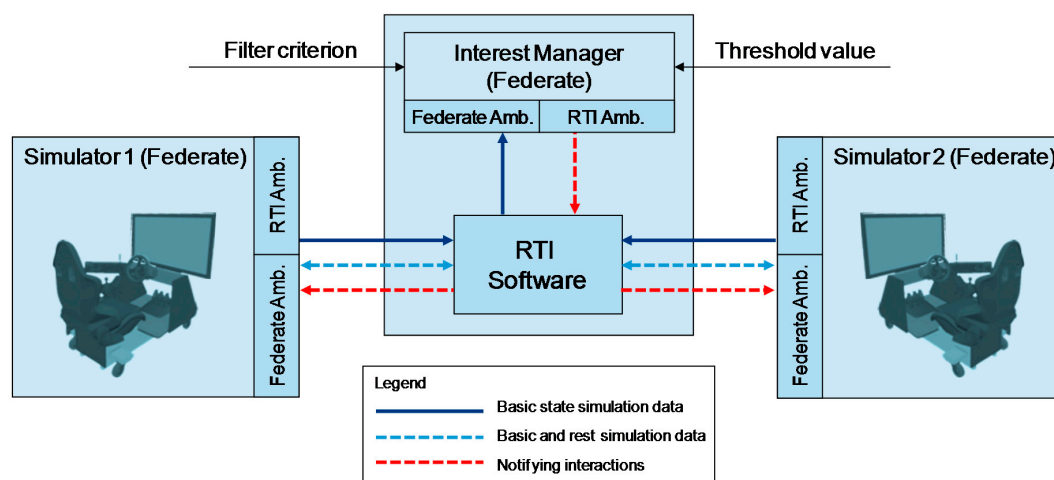 Filter criterion
Interest Manager
(Federate)
Threshold value
Federate Amb.
RTI Amb.
Simulator 1 (Federate)
RTI Amb.
Federate Amb.
RTI
Software
Simulator 2 (Federate)
RTI Amb.
Federate Amb.
Legend
Basic state simulation data
Basic and rest simulation data
Notifying interactions